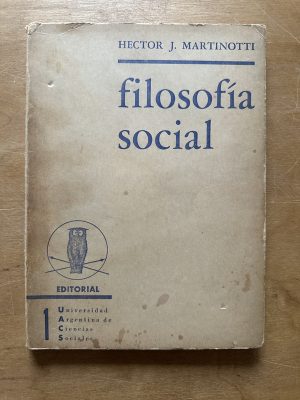 HECTOR J. MARTINOTTI
filosofía
social
EDITORIAL
1
Universidad
Argentina de
Ciencias
Sociales